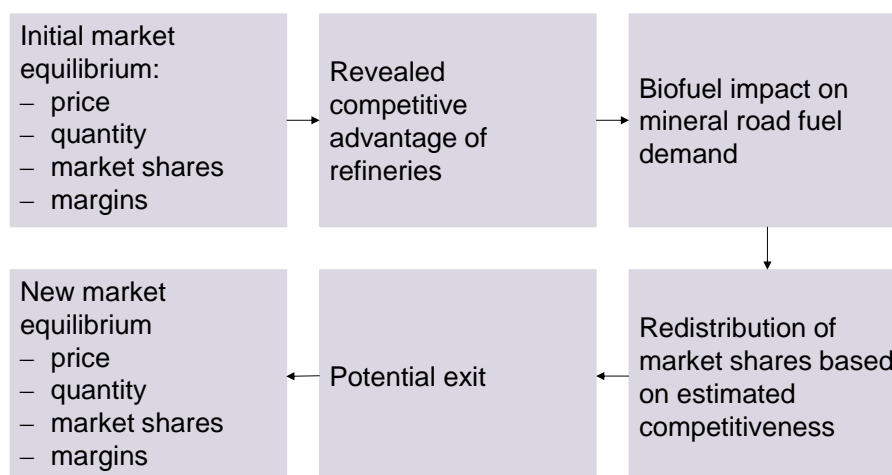 Initial market
equilibrium:
– price
– quantity
– market shares
– margins
Revealed
competitive
advantage of
refineries
Biofuel impact on
mineral road fuel
demand
New market
equilibrium
– price
– quantity
– market shares
– margins
Potential exit
Redistribution of
market shares based
on estimated
competitiveness